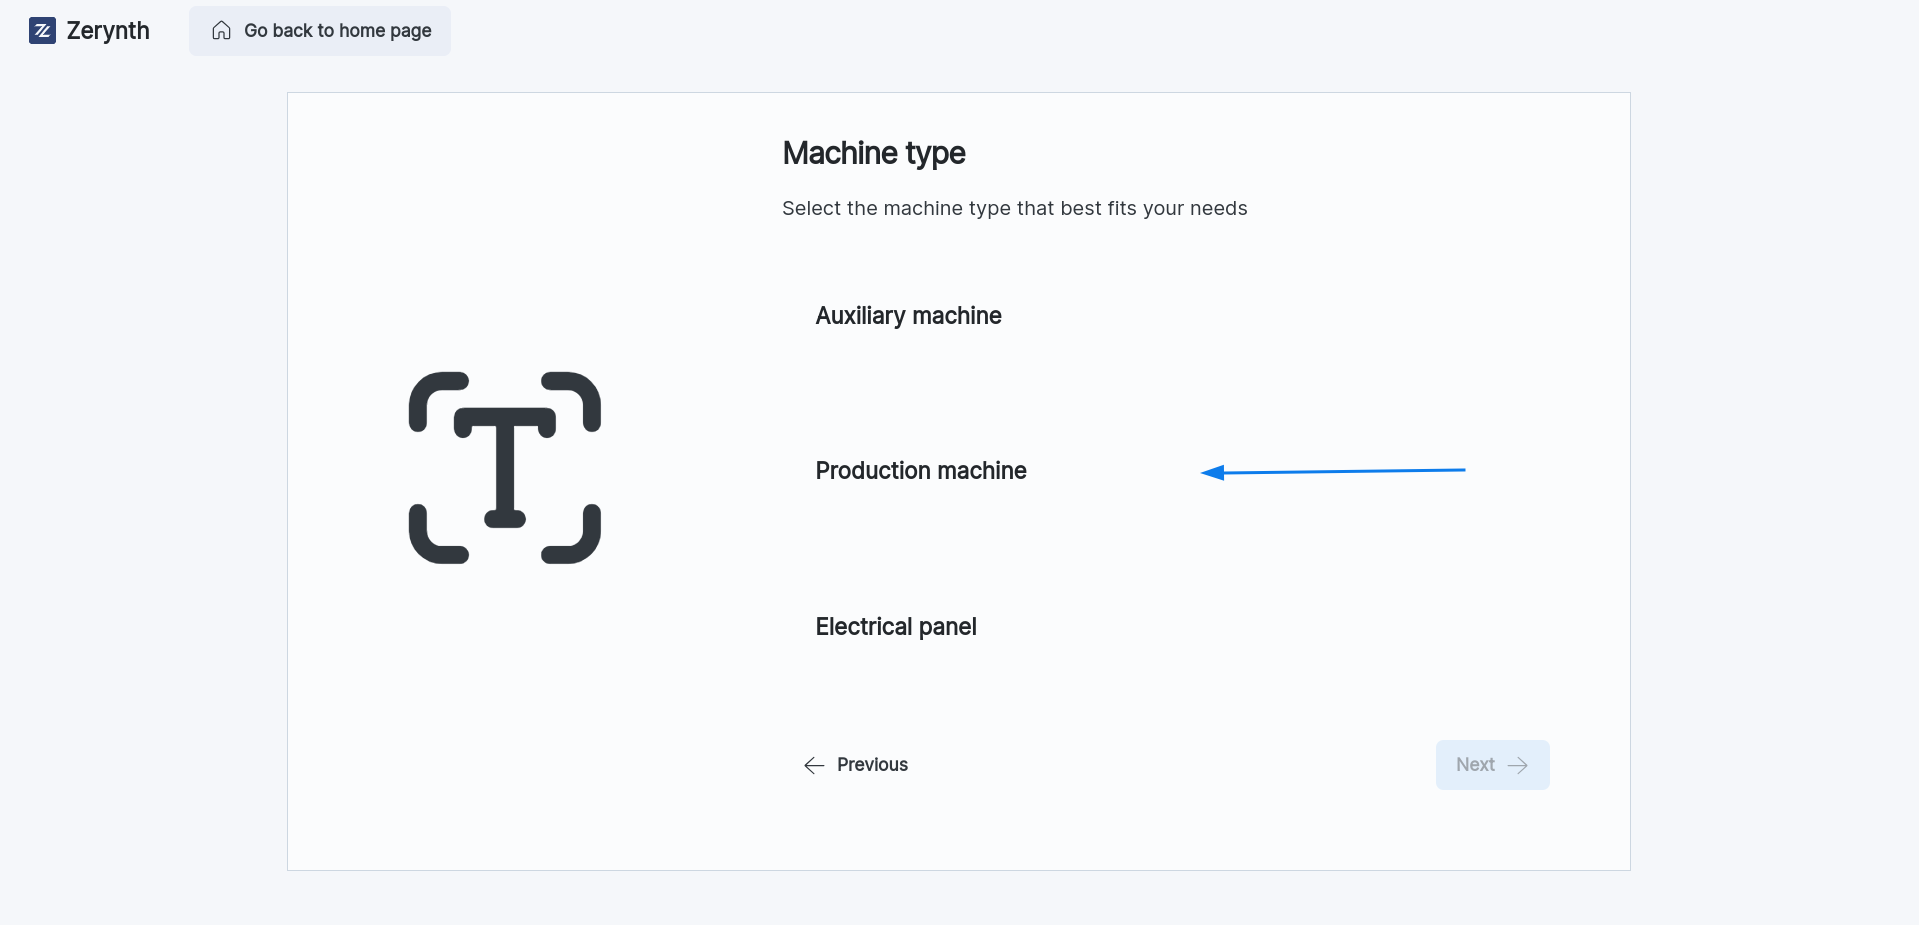 Zerynth
Go back to home page
Machine type
Select the machine type that best fits your needs
Auxiliary machine
Production machine
Electrical panel
Previous
Next